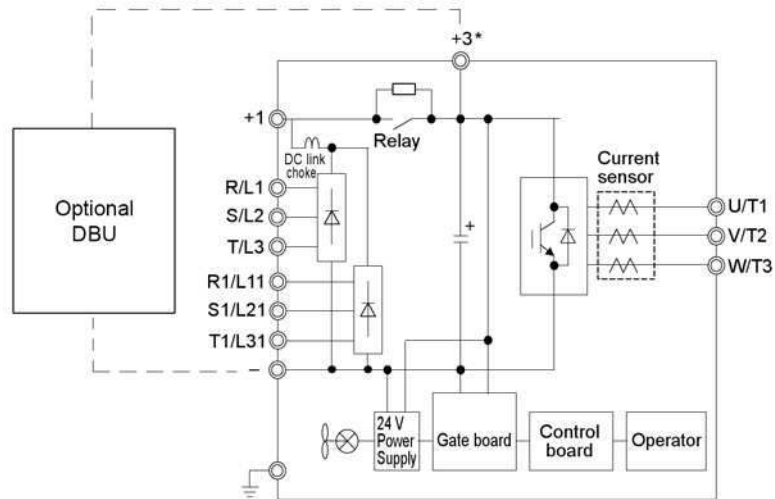 +3*
+1
Relay
DC link
choke
Current
sensor
Optional
DBU
R/L1
S/L2
T/L3
R1/L11
S1/L21
T1/L31
−
+
U/T1
V/T2
W/T3
24 V
Power
Supply
Gate board
Control
board
Operator